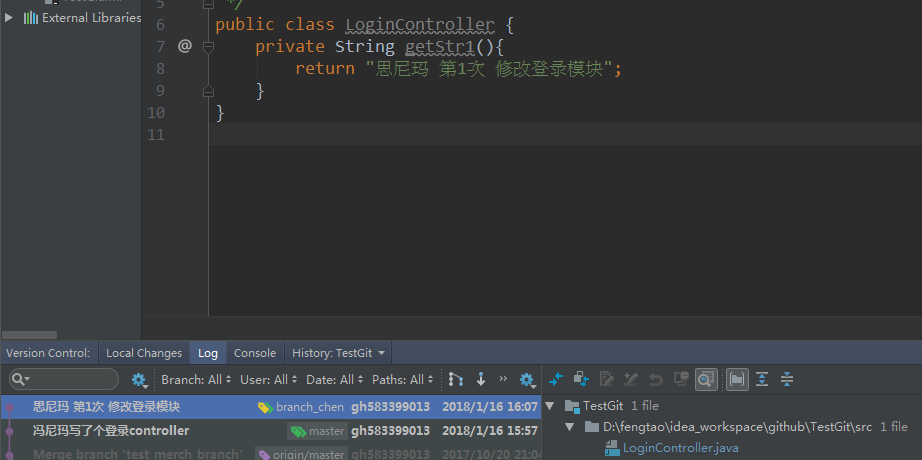 5 */
External Libraries
6 public class LoginController {
7 @ private String getStr1(){
8 return "思尼玛 第1次 修改登录模块";
9 }
10 }
11
Version Control: Local Changes Log Console History: TestGit
Branch: All User: All Date: All Paths: All »
思尼玛 第1次 修改登录模块 branch_chen gh583399013 2018/1/16 16:07
冯尼玛写了个登录controller master gh583399013 2018/1/16 15:57
Merge branch 'test_merch_branch' origin/master gh583399013 2017/10/20 21:04
TestGit 1 file
D:\fengtao\idea_workspace\github\TestGit\src 1 file
LoginController.java